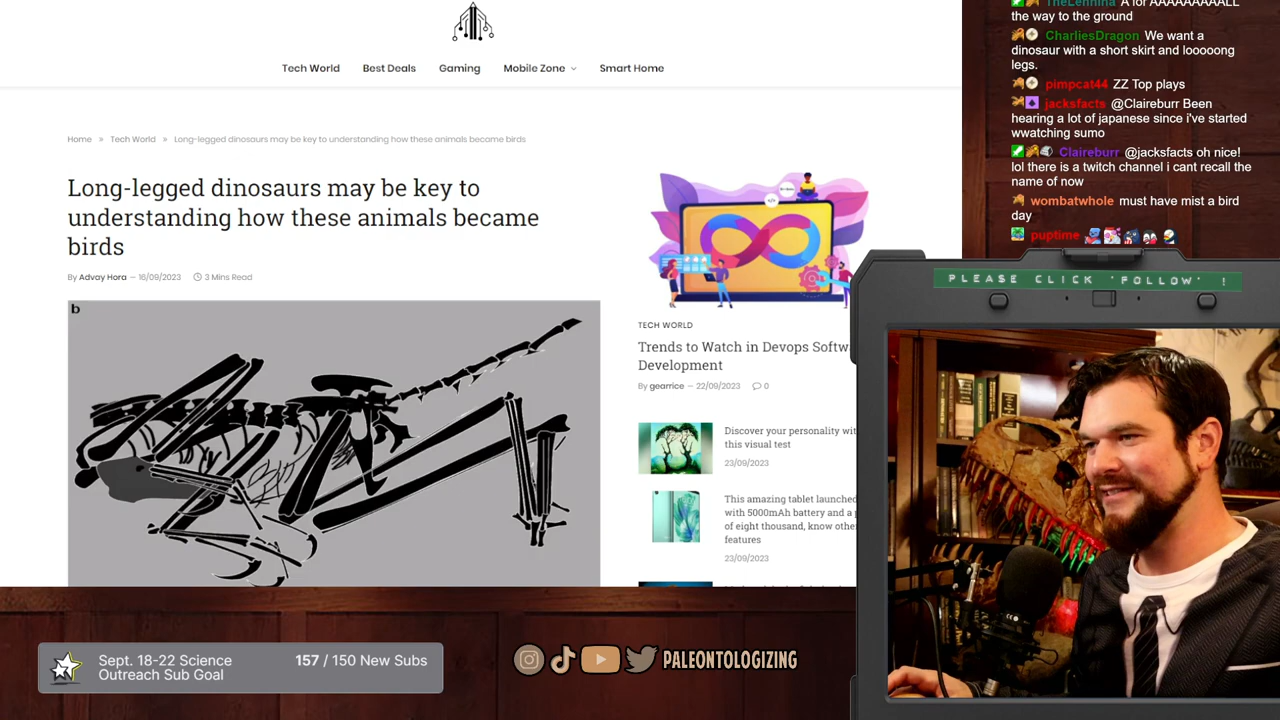 Tech World
Best Deals
Gaming
Mobile Zone
Smart Home
Home » Tech World » Long-legged dinosaurs may be key to understanding how these animals became birds
Long-legged dinosaurs may be key to
understanding how these animals became
birds
By Advay Hora — 16/09/2023 3 Mins Read
b
TECH WORLD
Trends to Watch in Devops Softw
Development
By gearrice — 22/09/2023 0
Discover your personality wit
this visual test
23/09/2023
This amazing tablet launched
with 5000mAh battery and a p
of eight thousand, know other
features
23/09/2023
TheLennina A for AAAAAAAAALL
the way to the ground
CharliesDragon We want a
dinosaur with a short skirt and looooong
legs.
pimpcat44 ZZ Top plays
jacksfacts @Claireburr Been
hearing a lot of japanese since i've started
wwatching sumo
Claireburr @jacksfacts oh nice!
lol there is a twitch channel i cant recall the
name of now
wombatwhole must have mist a bird
day
puptime
PLEASE CLICK 'FOLLOW' !
Sept. 18-22 Science
Outreach Sub Goal
157 / 150 New Subs
PALEONTOLOGIZING